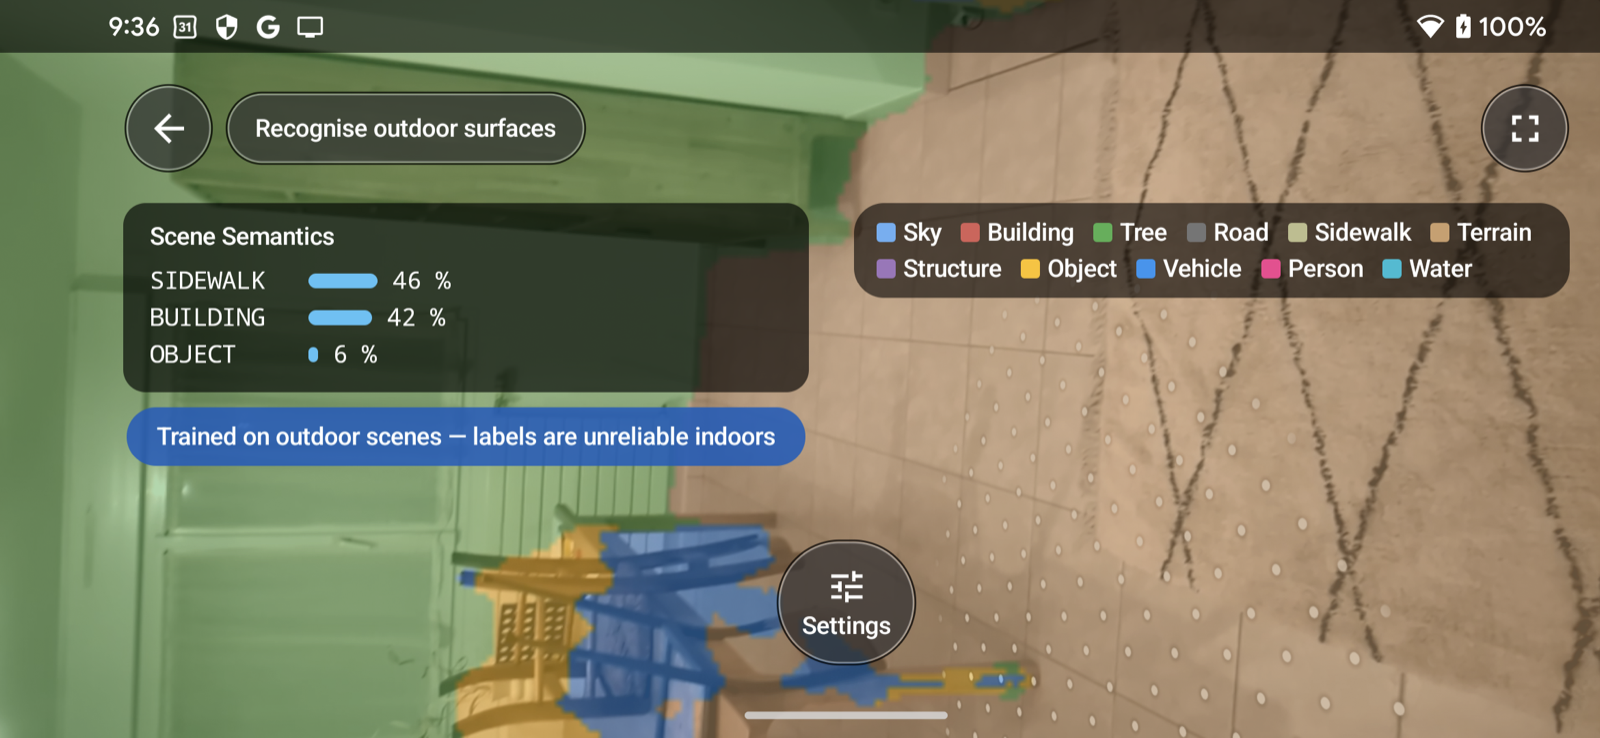 9:36
31
100%
Recognise outdoor surfaces
Scene Semantics
SIDEWALK 46 %
BUILDING 42 %
OBJECT 6 %
Trained on outdoor scenes — labels are unreliable indoors
Sky Building Tree Road Sidewalk Terrain
Structure Object Vehicle Person Water
Settings